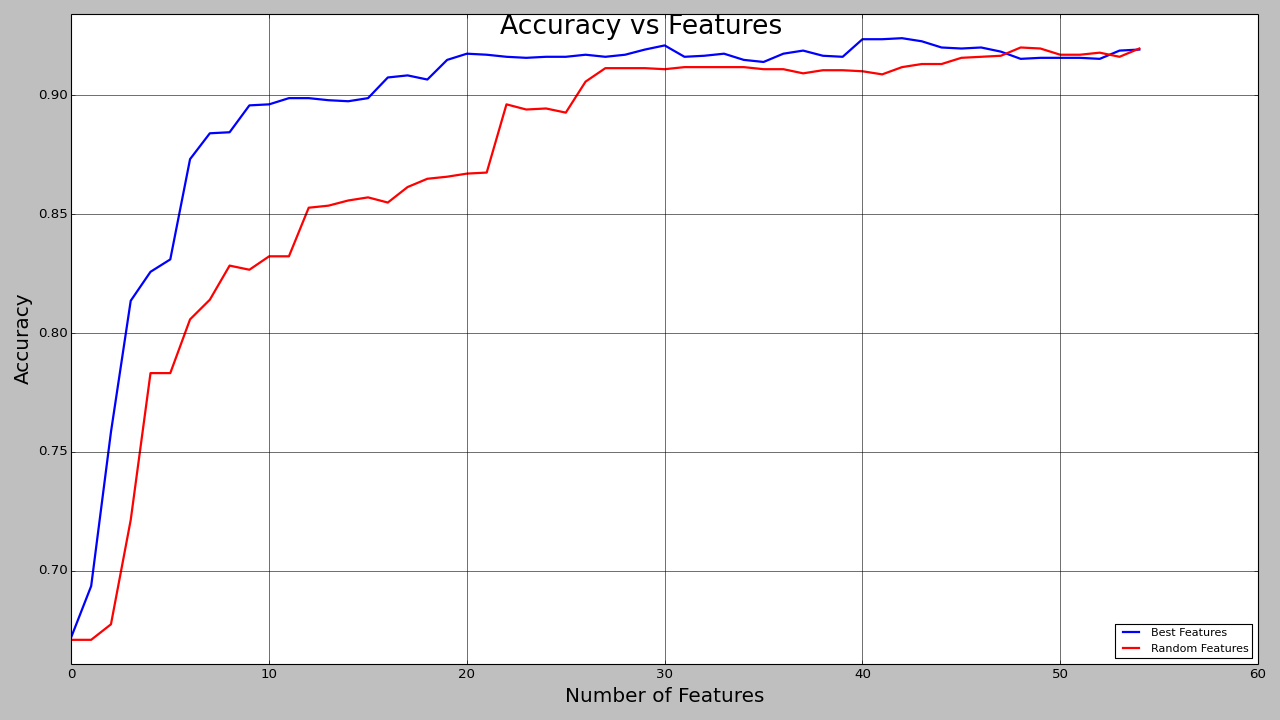 Accuracy vs Features
Accuracy
0.90
0.85
0.80
0.75
0.70
0
10
20
30
40
50
60
Number of Features
Best Features
Random Features